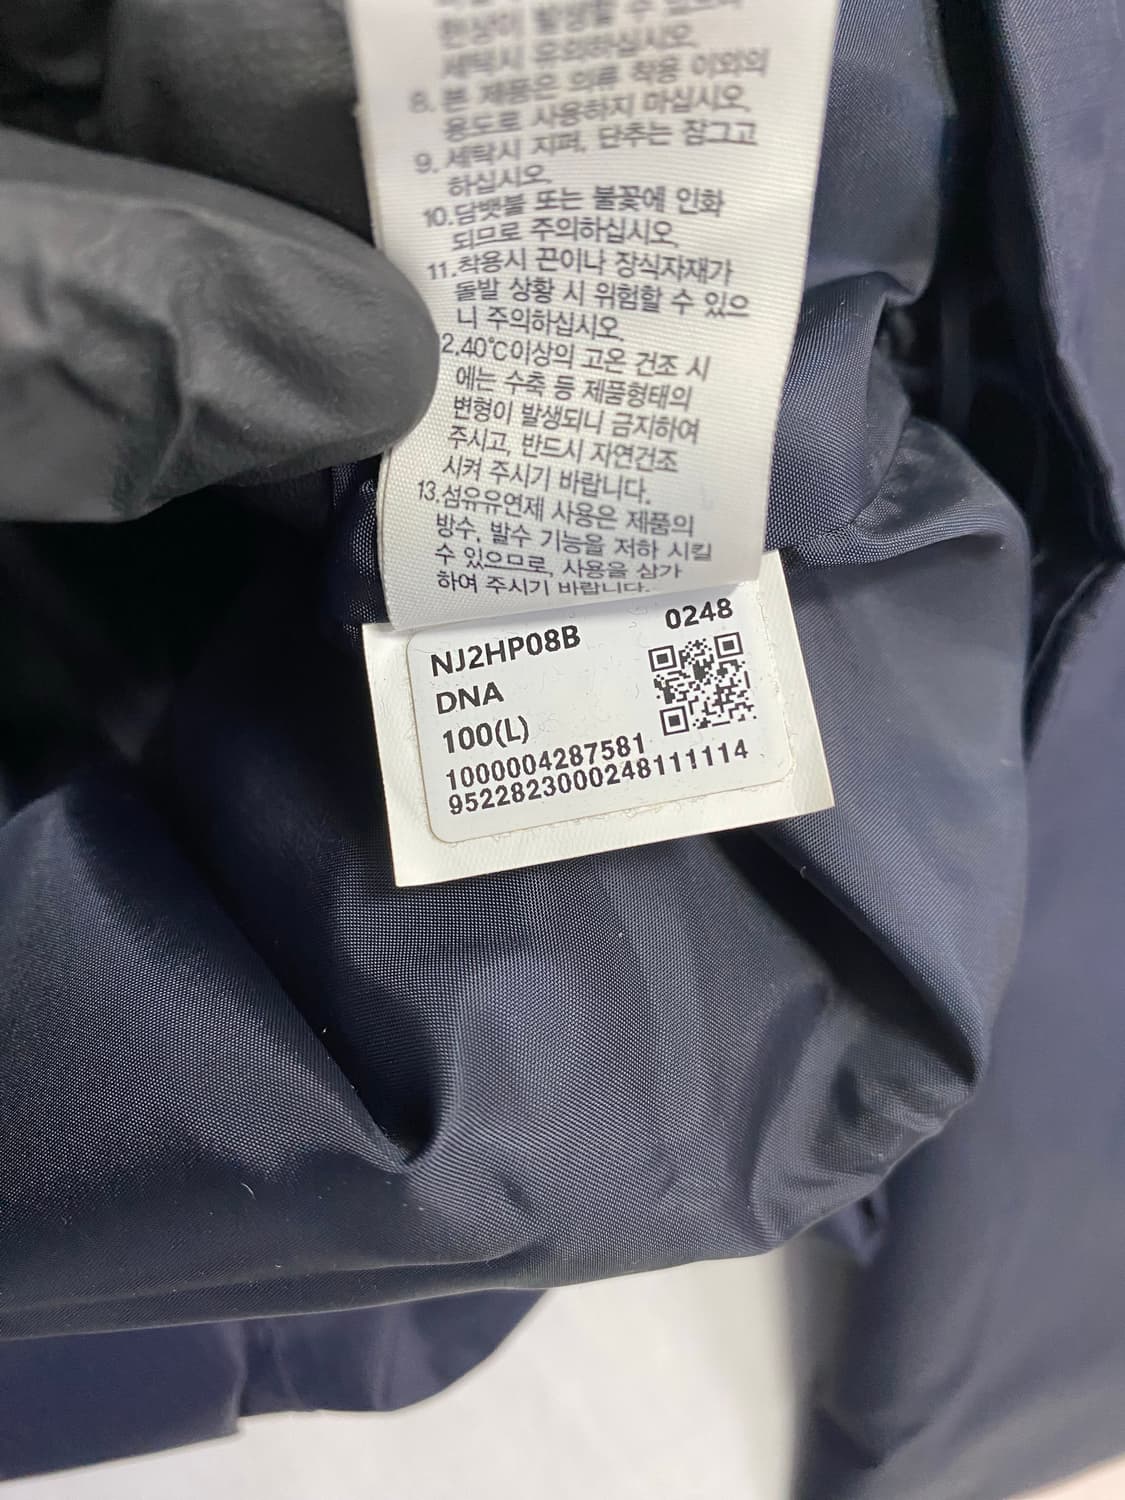 현상이 발생할 수 있으
세탁시 유의하십시오.
8. 본 제품은 의류 착용 이외의
용도로 사용하지 마십시오.
9. 세탁시 지퍼, 단추는 잠그고
하십시오.
10.담뱃불 또는 불꽃에 인화
되므로 주의하십시오.
11.착용시 끈이나 장식자재가
돌발 상황 시 위험할 수 있으
니 주의하십시오.
2.40℃이상의 고온 건조 시
에는 수축 등 제품형태의
변형이 발생되니 금지하여
주시고, 반드시 자연건조
시켜 주시기 바랍니다.
13.섬유유연제 사용은 제품의
방수, 발수 기능을 저하 시킬
수 있으므로, 사용을 삼가
하여 주시기 바랍니다.
NJ2HP08B 0248
DNA
100(L)
1000004287581
95228230002481​11114